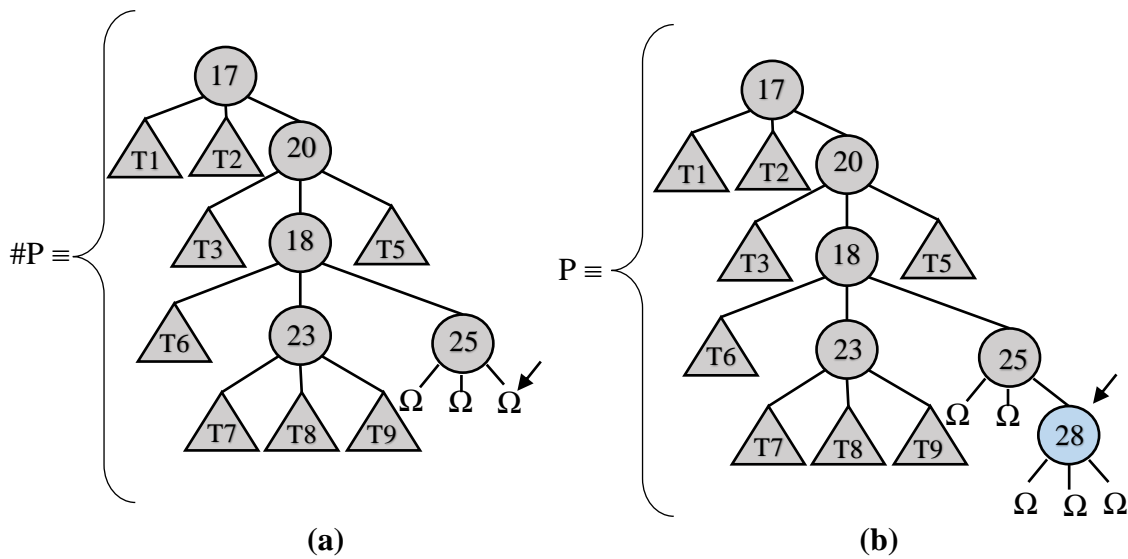 17
T1 T2 20
#P ≡ T3 18 T5
T6 23 25
Ω Ω Ω
T7 T8 T9
(a)
17
T1 T2 20
P ≡ T3 18 T5
T6 23 25
Ω Ω
T7 T8 T9 28
Ω Ω Ω
(b)